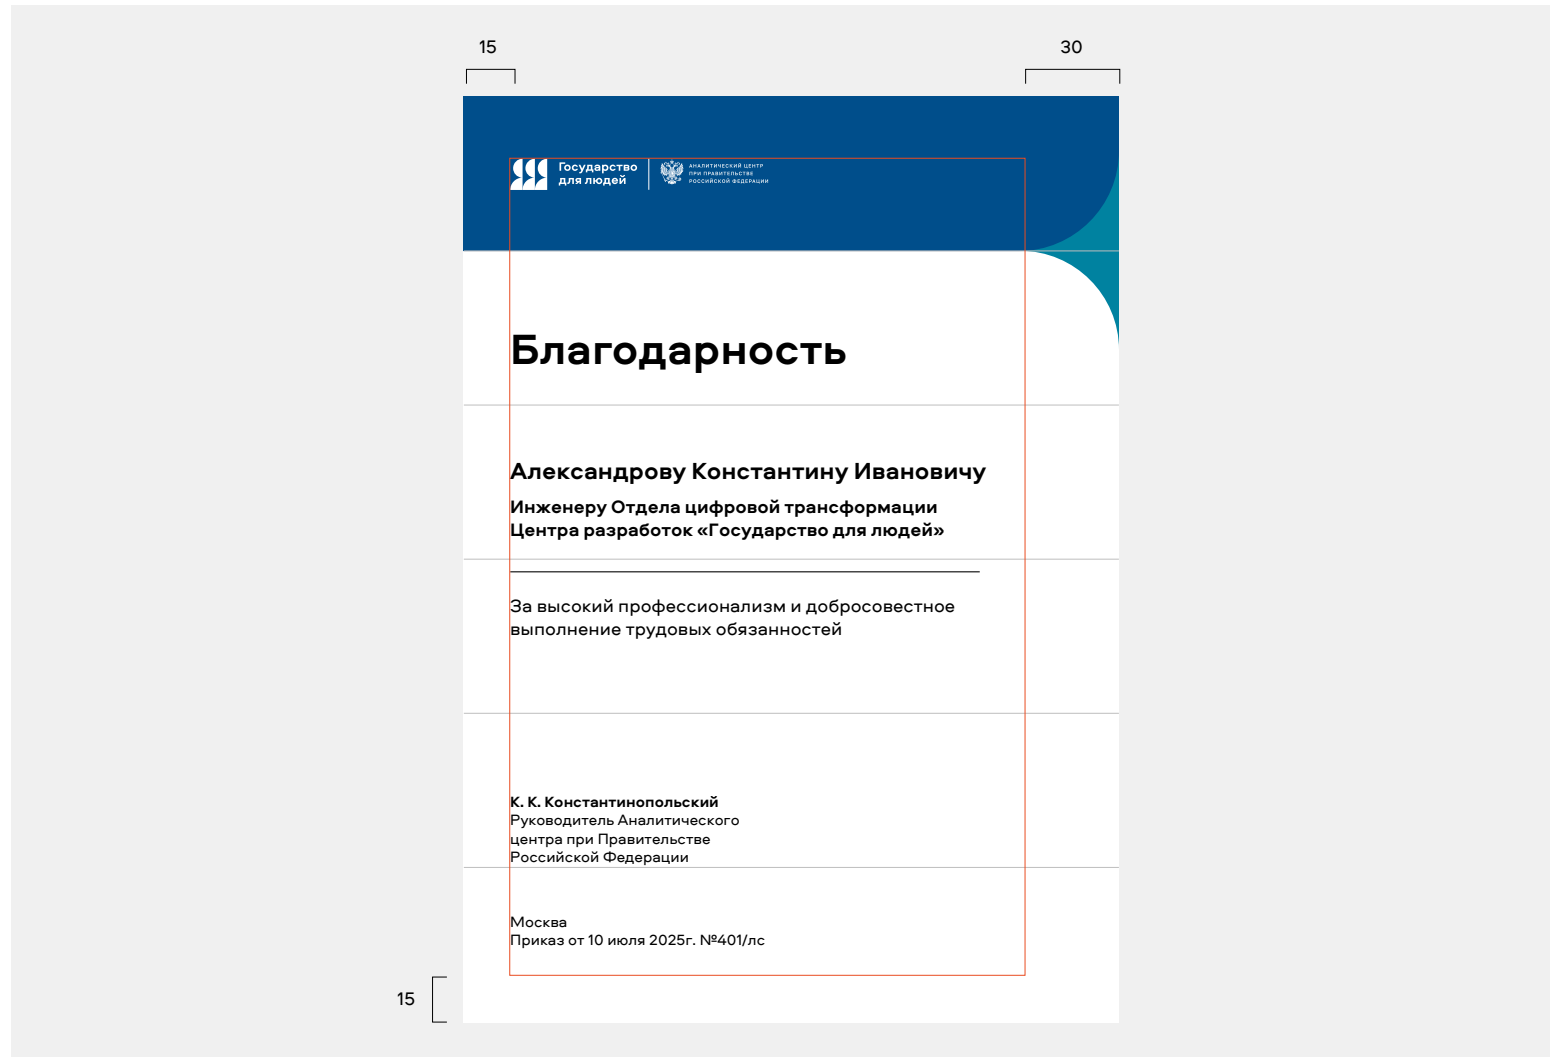 15
30
Государство
для людей
АНАЛИТИЧЕСКИЙ ЦЕНТР
ПРИ ПРАВИТЕЛЬСТВЕ
РОССИЙСКОЙ ФЕДЕРАЦИИ
Благодарность
Александрову Константину Ивановичу
Инженеру Отдела цифровой трансформации
Центра разработок «Государство для людей»
За высокий профессионализм и добросовестное
выполнение трудовых обязанностей
К. К. Константинопольский
Руководитель Аналитического
центра при Правительстве
Российской Федерации
Москва
Приказ от 10 июля 2025г. №401/лс
15